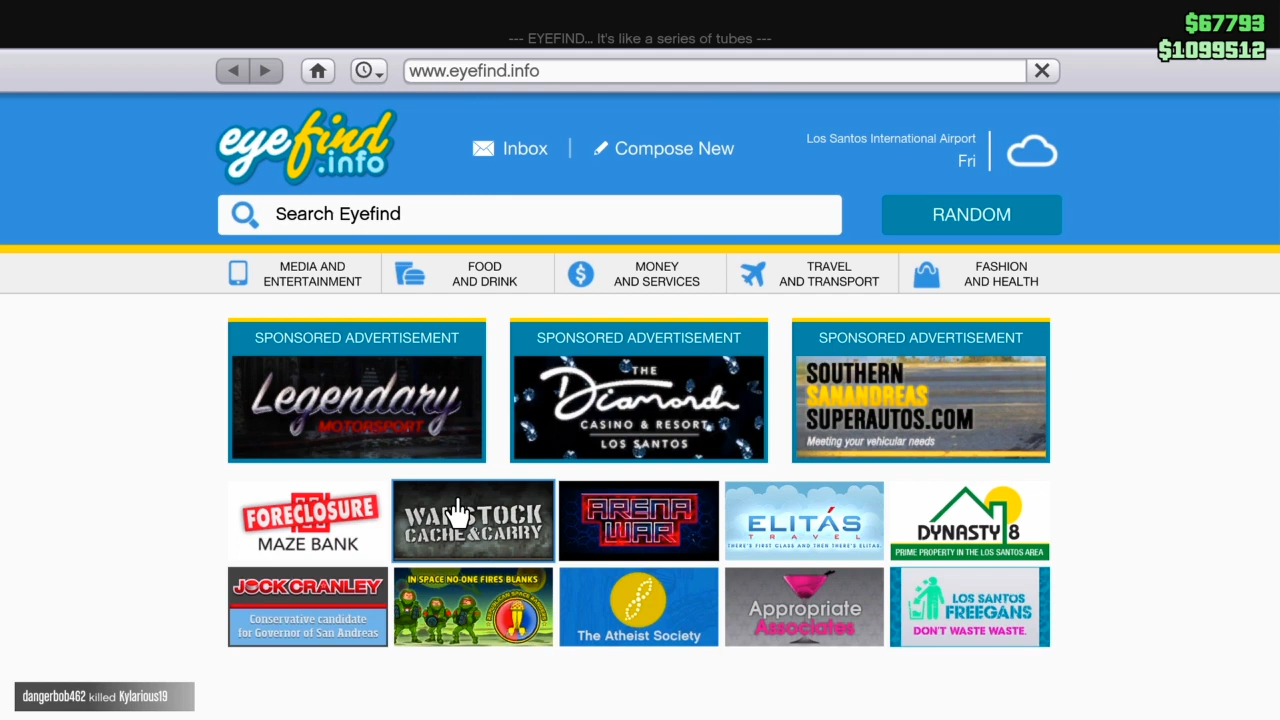 --- EYEFIND... It's like a series of tubes ---
$67793
$1099512
www.eyefind.info
eyefind
.info
Inbox
Compose New
Los Santos International Airport
Fri
Search Eyefind
RANDOM
MEDIA AND
ENTERTAINMENT
FOOD
AND DRINK
MONEY
AND SERVICES
TRAVEL
AND TRANSPORT
FASHION
AND HEALTH
SPONSORED ADVERTISEMENT
Legendary
MOTORSPORT
SPONSORED ADVERTISEMENT
THE
Diamond
CASINO & RESORT
LOS SANTOS
SPONSORED ADVERTISEMENT
SOUTHERN
SANANDREAS
SUPERAUTOS.COM
Meeting your vehicular needs
FORECLOSURE
MAZE BANK
WARSTOCK
CACHE&CARRY
ARENA
WAR
ELITÁS
TRAVEL
THERE'S FIRST CLASS AND THEN THERE'S ELITAS.
DYNASTY 8
PRIME PROPERTY IN THE LOS SANTOS AREA
JOCK CRANLEY
Conservative candidate
for Governor of San Andreas
IN SPACE NO-ONE FIRES BLANKS
REPUBLICAN SPACE RANGERS
The Atheist Society
Appropriate
Associates
LOS SANTOS
FREEGANS
DON'T WASTE WASTE.
dangerbob462 killed Kylarious19